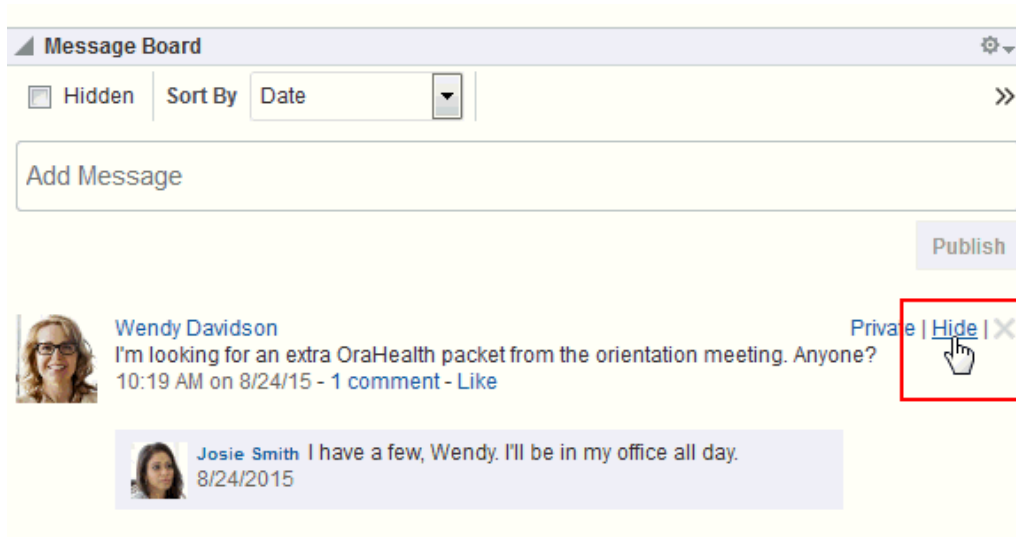 Message Board
Hidden Sort By Date
Add Message
Publish
Wendy Davidson Private | Hide |
I'm looking for an extra OraHealth packet from the orientation meeting. Anyone?
10:19 AM on 8/24/15 - 1 comment - Like
Josie Smith I have a few, Wendy. I'll be in my office all day.
8/24/2015